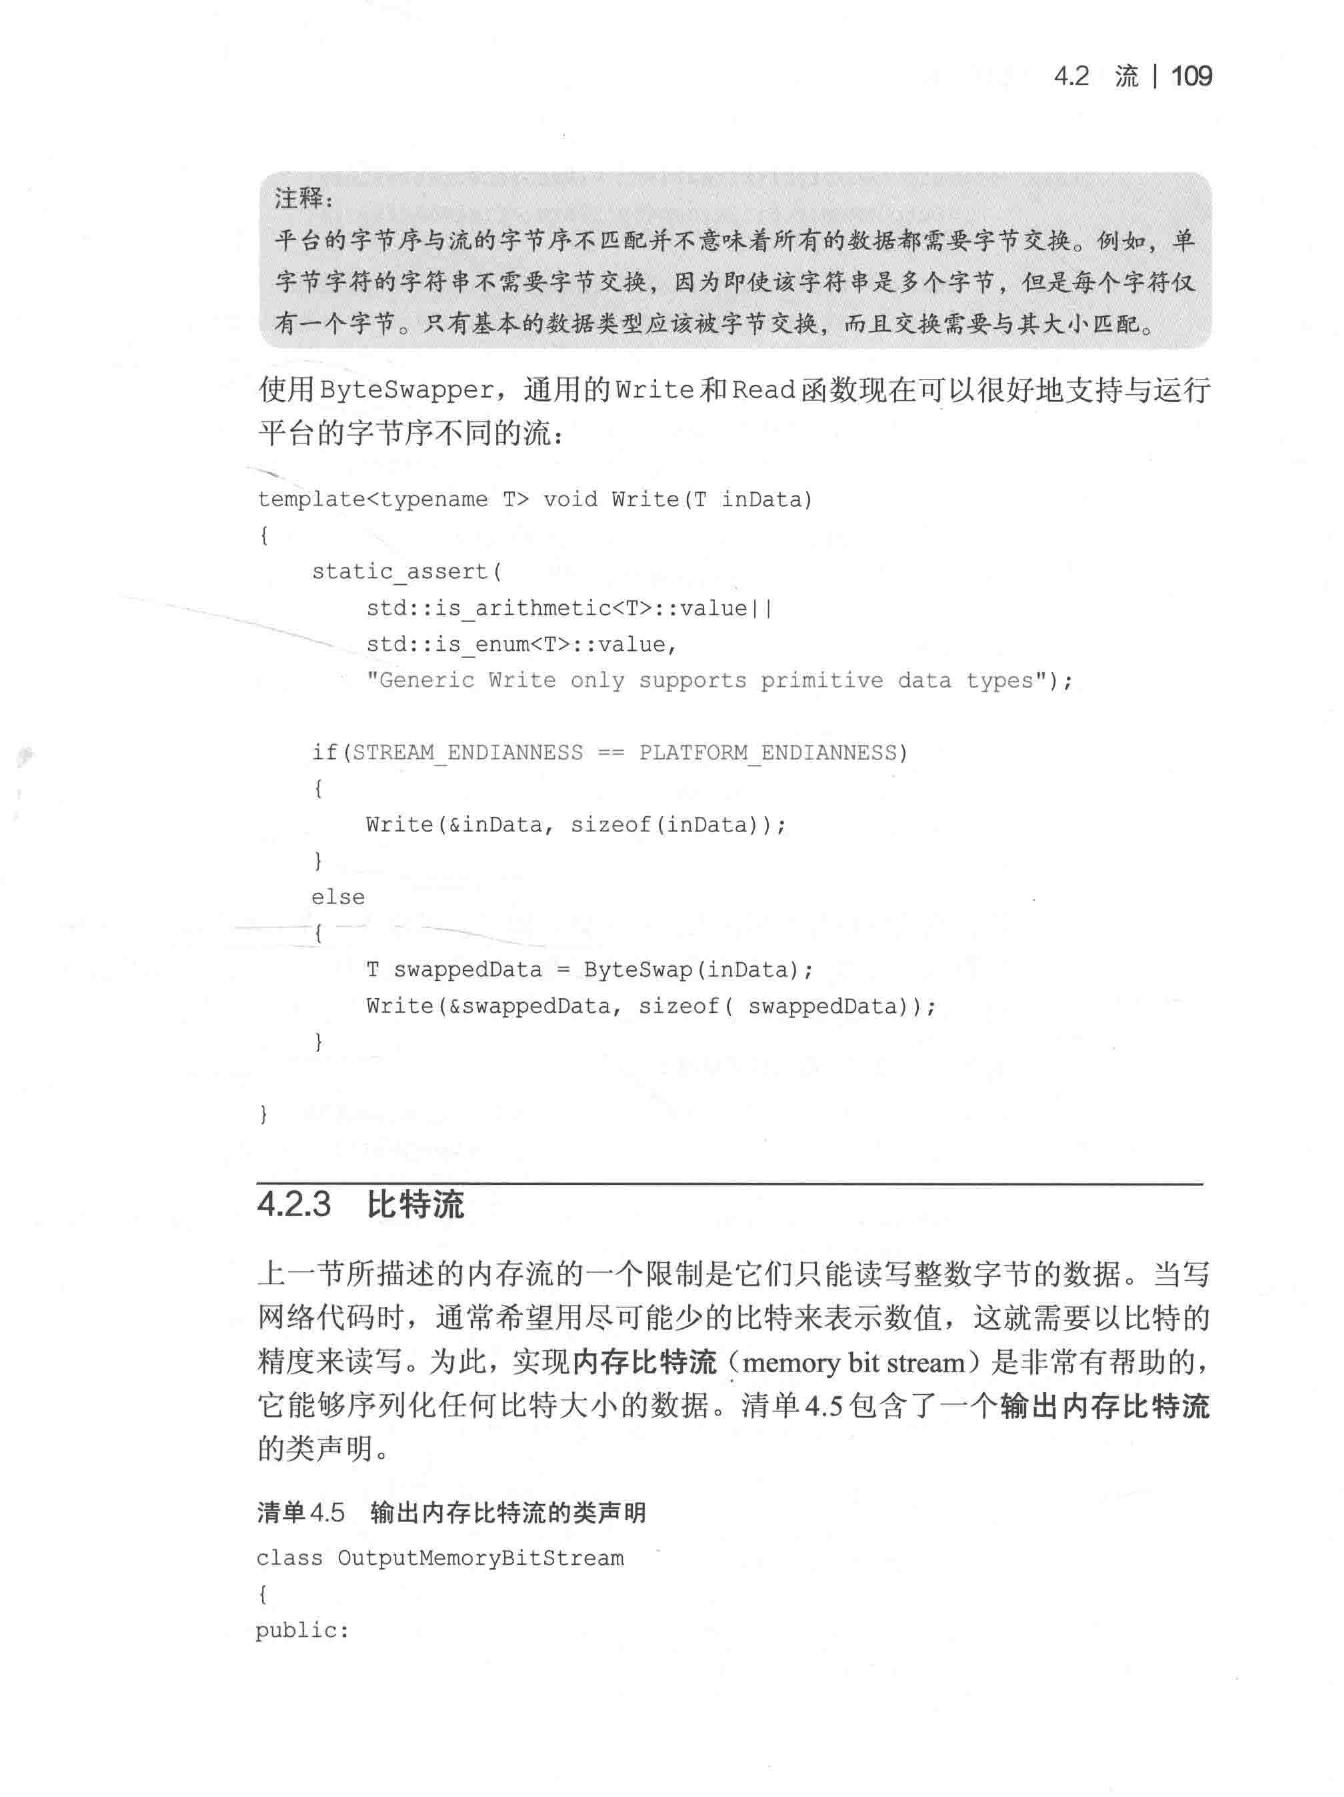 4.2 流 | 109
注释：
平台的字节序与流的字节序不匹配并不意味着所有的数据都需要字节交换。例如，单
字节字符的字符串不需要字节交换，因为即使该字符串是多个字节，但是每个字符仅
有一个字节。只有基本的数据类型应该被字节交换，而且交换需要与其大小匹配。
使用ByteSwapper，通用的Write和Read函数现在可以很好地支持与运行
平台的字节序不同的流：
template<typename T> void Write(T inData)
{
    static_assert(
        std::is_arithmetic<T>::value||
        std::is_enum<T>::value,
        "Generic Write only supports primitive data types");
    if(STREAM_ENDIANNESS == PLATFORM_ENDIANNESS)
    {
        Write(&inData, sizeof(inData));
    }
    else
    {
        T swappedData = ByteSwap(inData);
        Write(&swappedData, sizeof( swappedData));
    }
}
4.2.3 比特流
上一节所描述的内存流的一个限制是它们只能读写整数字节的数据。当写
网络代码时，通常希望用尽可能少的比特来表示数值，这就需要以比特的
精度来读写。为此，实现内存比特流（memory bit stream）是非常有帮助的，
它能够序列化任何比特大小的数据。清单4.5包含了一个输出内存比特流
的类声明。
清单4.5 输出内存比特流的类声明
class OutputMemoryBitStream
{
public: